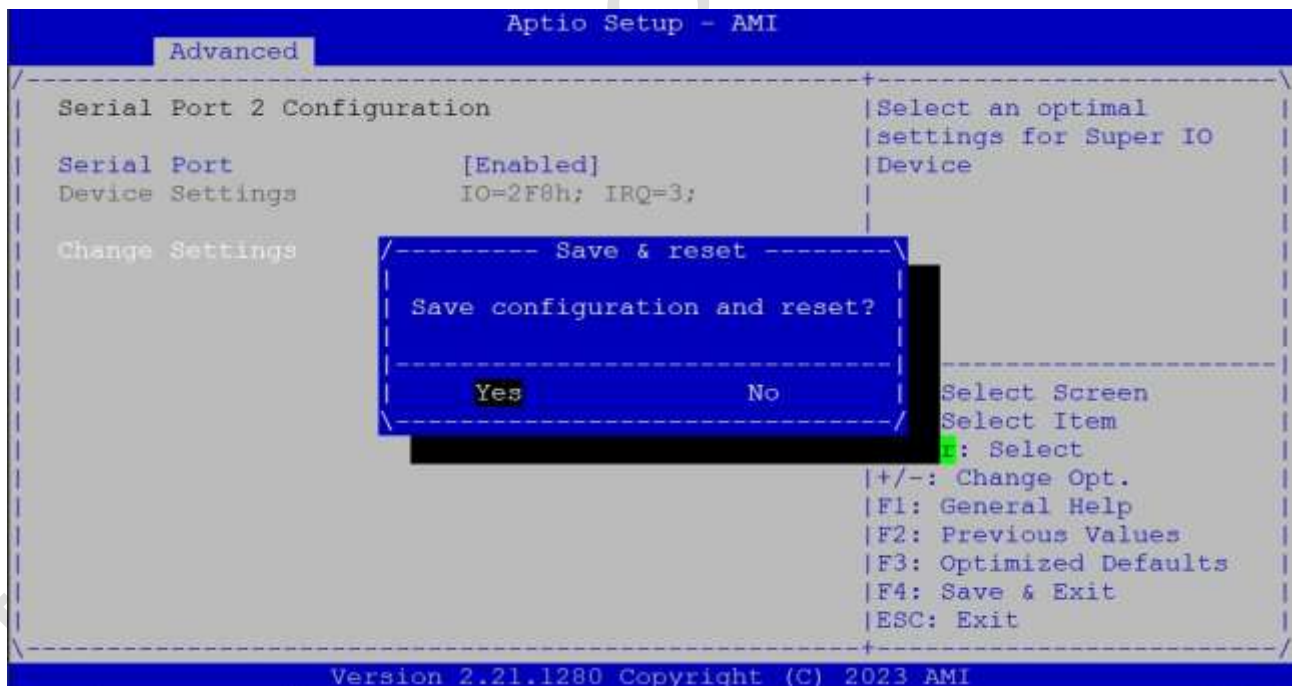 Aptio Setup - AMI
Advanced
Serial Port 2 Configuration
Serial Port [Enabled]
Device Settings IO=2F8h; IRQ=3;
Change Settings
Select an optimal
settings for Super IO
Device
Save & reset
Save configuration and reset?
Yes No
Select Screen
Select Item
r: Select
+/-: Change Opt.
F1: General Help
F2: Previous Values
F3: Optimized Defaults
F4: Save & Exit
ESC: Exit
Version 2.21.1280 Copyright (C) 2023 AMI